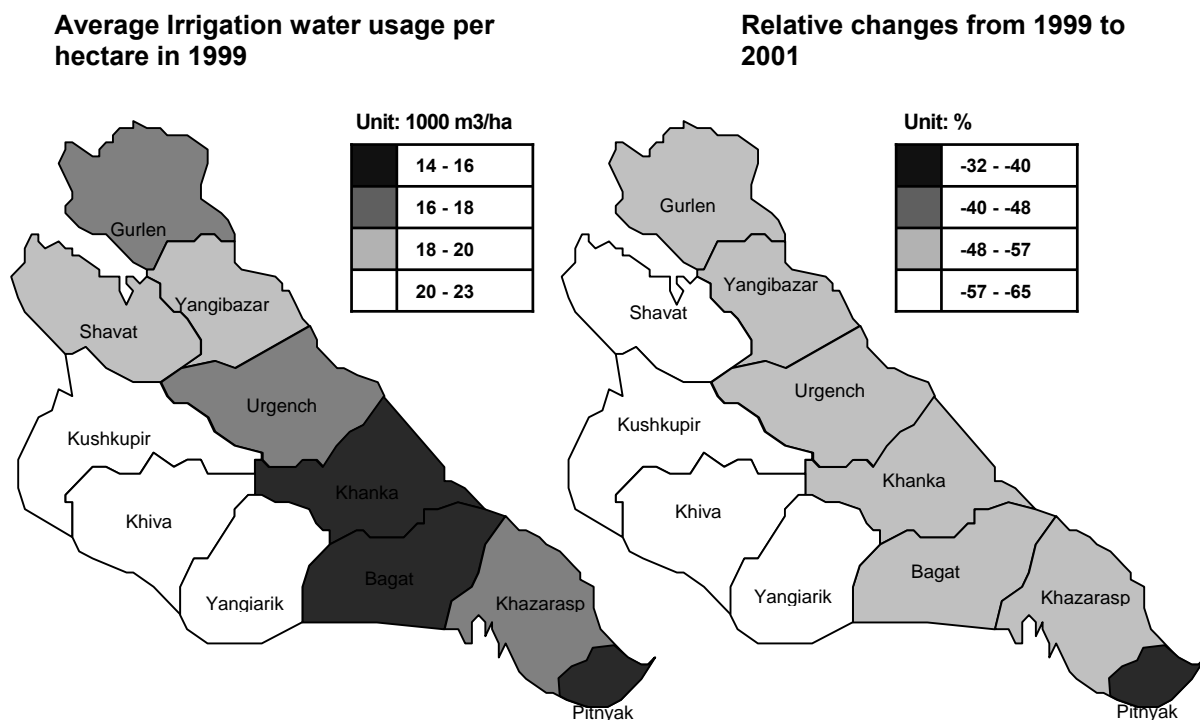 Average Irrigation water usage per
hectare in 1999
Unit: 1000 m3/ha
14 - 16
16 - 18
18 - 20
20 - 23
Gurlen
Yangibazar
Shavat
Urgench
Kushkupir
Khanka
Khiva
Bagat
Yangiarik
Khazarasp
Pitnyak
Relative changes from 1999 to
2001
Unit: %
-32 - -40
-40 - -48
-48 - -57
-57 - -65
Gurlen
Yangibazar
Shavat
Urgench
Kushkupir
Khanka
Khiva
Bagat
Yangiarik
Khazarasp
Pitnyak